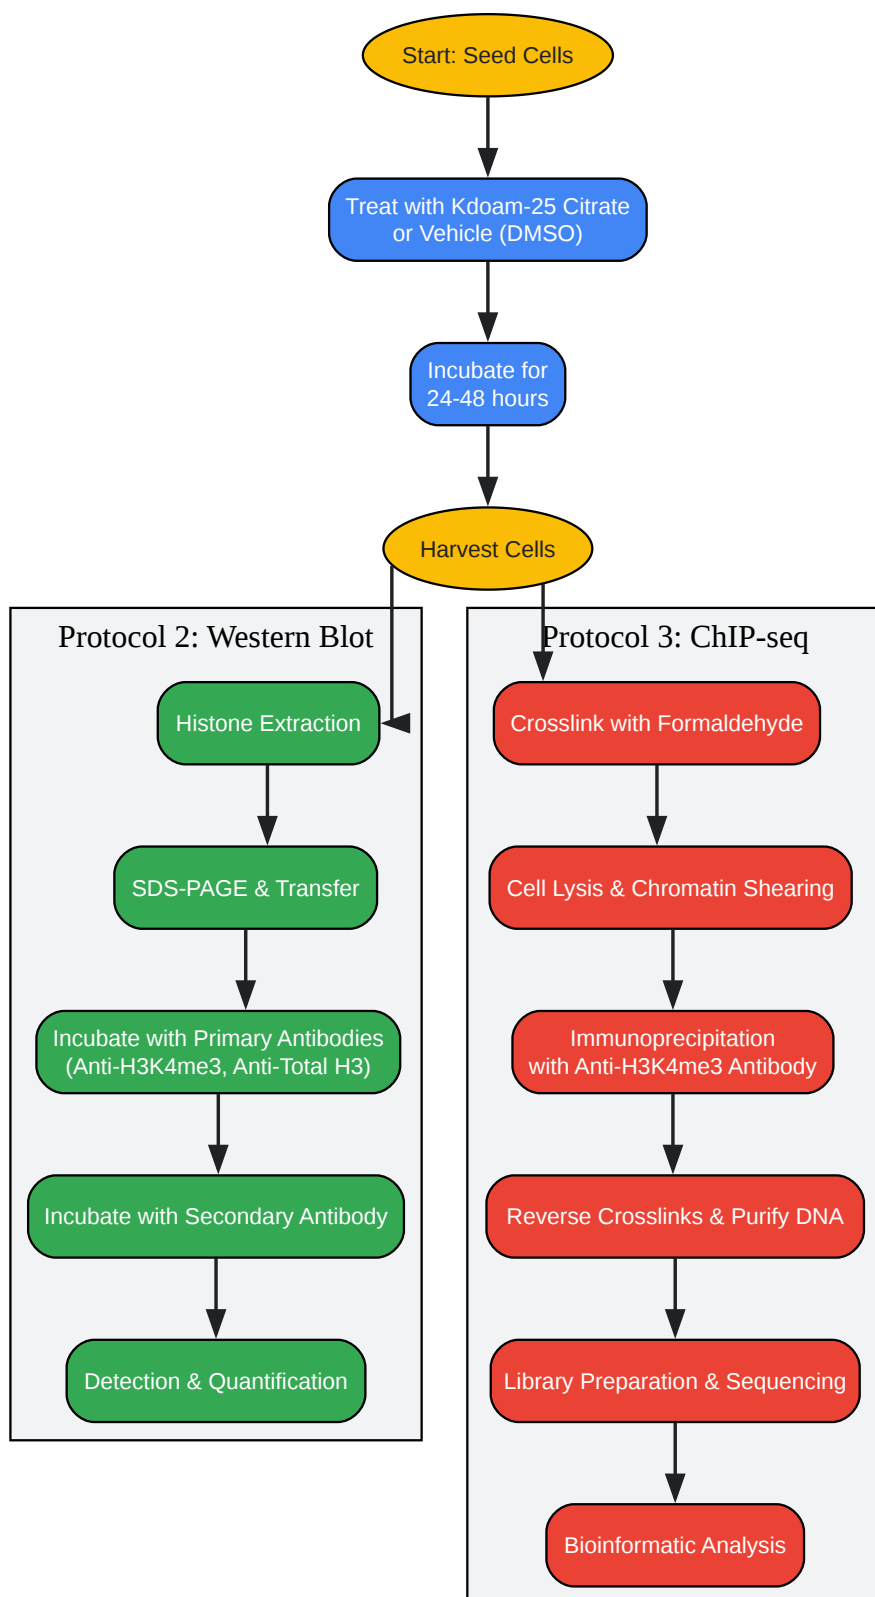 Start: Seed Cells
Treat with Kdoam-25 Citrate
or Vehicle (DMSO)
Incubate for
24-48 hours
Harvest Cells
Protocol 2: Western Blot
Histone Extraction
SDS-PAGE & Transfer
Incubate with Primary Antibodies
(Anti-H3K4me3, Anti-Total H3)
Incubate with Secondary Antibody
Detection & Quantification
Protocol 3: ChIP-seq
Crosslink with Formaldehyde
Cell Lysis & Chromatin Shearing
Immunoprecipitation
with Anti-H3K4me3 Antibody
Reverse Crosslinks & Purify DNA
Library Preparation & Sequencing
Bioinformatic Analysis